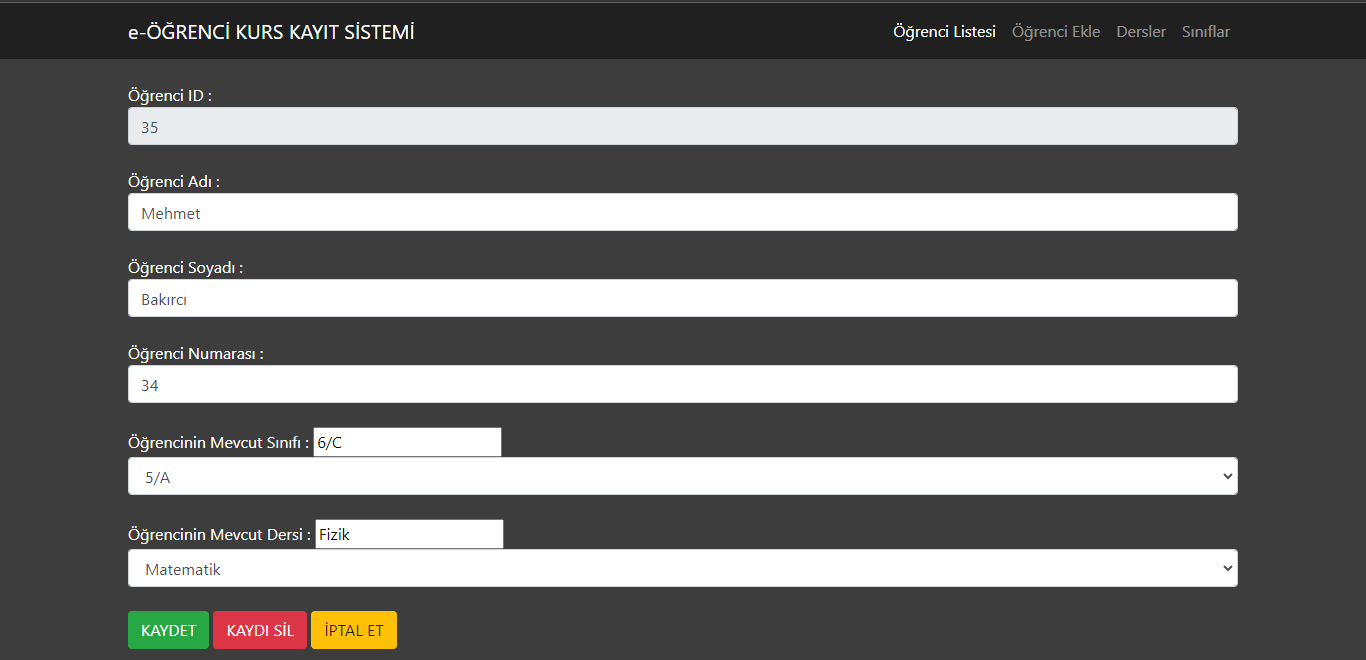 e-ÖĞRENCİ KURS KAYIT SİSTEMİ
Öğrenci Listesi Öğrenci Ekle Dersler Sınıflar
Öğrenci ID :
35
Öğrenci Adı :
Mehmet
Öğrenci Soyadı :
Bakırcı
Öğrenci Numarası :
34
Öğrencinin Mevcut Sınıfı : 6/C
5/A
Öğrencinin Mevcut Dersi : Fizik
Matematik
KAYDET KAYDI SİL İPTAL ET